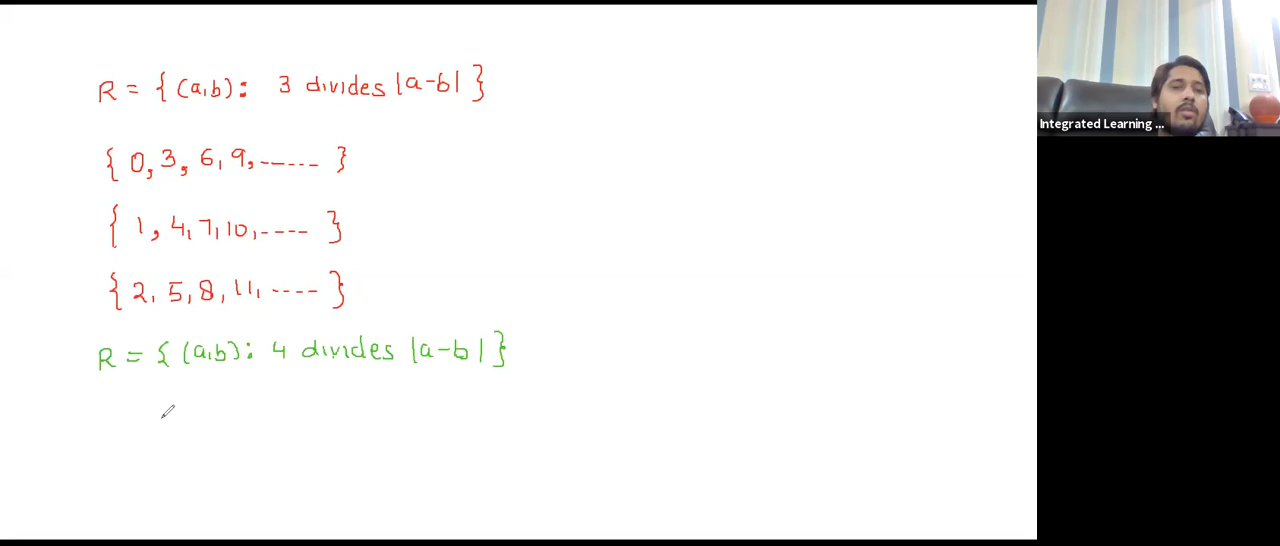 R = { (a,b): 3 divides |a-b| }
{ 0, 3, 6, 9, ------ }
{ 1, 4, 7, 10, ----- }
{ 2, 5, 8, 11, ----- }
R = { (a,b): 4 divides |a-b| }
Integrated Learning ...